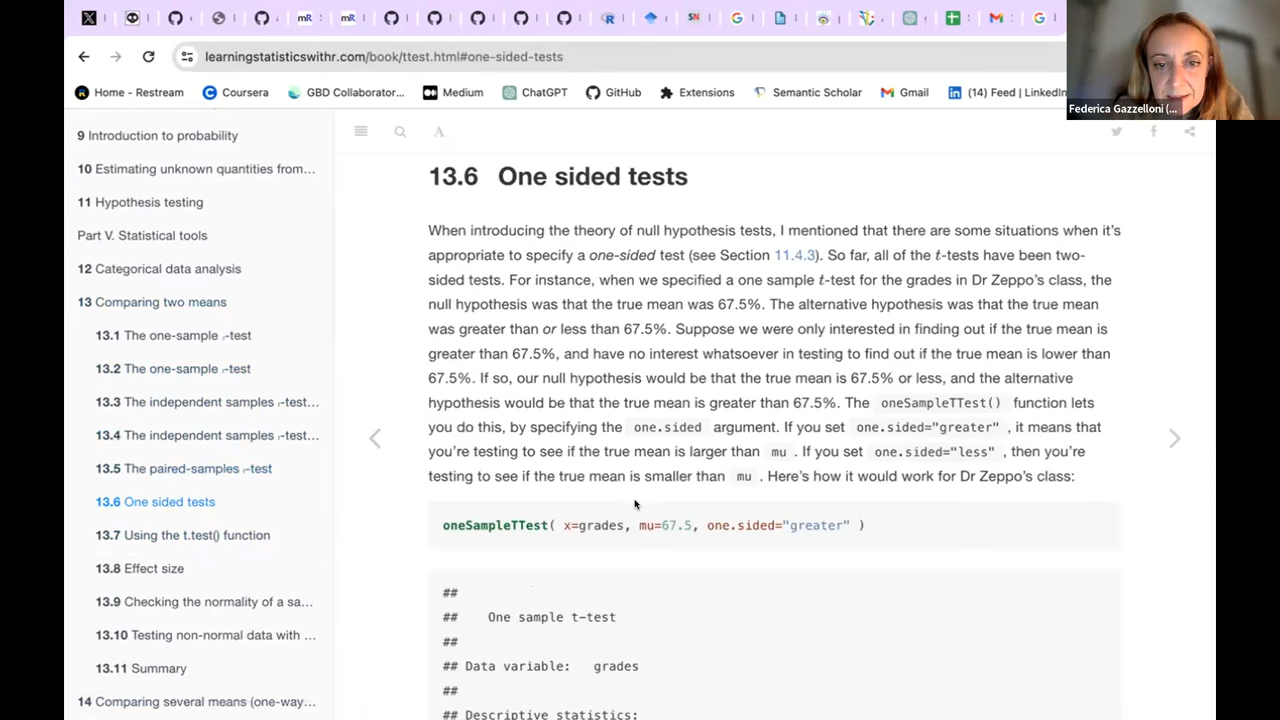 learningstatisticswithr.com/book/ttest.html#one-sided-tests
Home - Restream
Coursera
GBD Collaborator...
Medium
ChatGPT
GitHub
Extensions
Semantic Scholar
Gmail
(14) Feed | LinkedIn
Federica Gazzelloni (...
9 Introduction to probability
10 Estimating unknown quantities from...
11 Hypothesis testing
Part V. Statistical tools
12 Categorical data analysis
13 Comparing two means
13.1 The one-sample t-test
13.2 The one-sample t-test
13.3 The independent samples t-test...
13.4 The independent samples t-test...
13.5 The paired-samples t-test
13.6 One sided tests
13.7 Using the t.test() function
13.8 Effect size
13.9 Checking the normality of a sa...
13.10 Testing non-normal data with ...
13.11 Summary
14 Comparing several means (one-way...
13.6 One sided tests
When introducing the theory of null hypothesis tests, I mentioned that there are some situations when it's
appropriate to specify a one-sided test (see Section 11.4.3). So far, all of the t-tests have been two-
sided tests. For instance, when we specified a one sample t-test for the grades in Dr Zeppo's class, the
null hypothesis was that the true mean was 67.5%. The alternative hypothesis was that the true mean
was greater than or less than 67.5%. Suppose we were only interested in finding out if the true mean is
greater than 67.5%, and have no interest whatsoever in testing to find out if the true mean is lower than
67.5%. If so, our null hypothesis would be that the true mean is 67.5% or less, and the alternative
hypothesis would be that the true mean is greater than 67.5%. The oneSampleTTest() function lets
you do this, by specifying the one.sided argument. If you set one.sided="greater" , it means that
you're testing to see if the true mean is larger than mu . If you set one.sided="less" , then you're
testing to see if the true mean is smaller than mu . Here's how it would work for Dr Zeppo's class:
oneSampleTTest( x=grades, mu=67.5, one.sided="greater" )
##
## One sample t-test
##
## Data variable: grades
##
## Descriptive statistics: